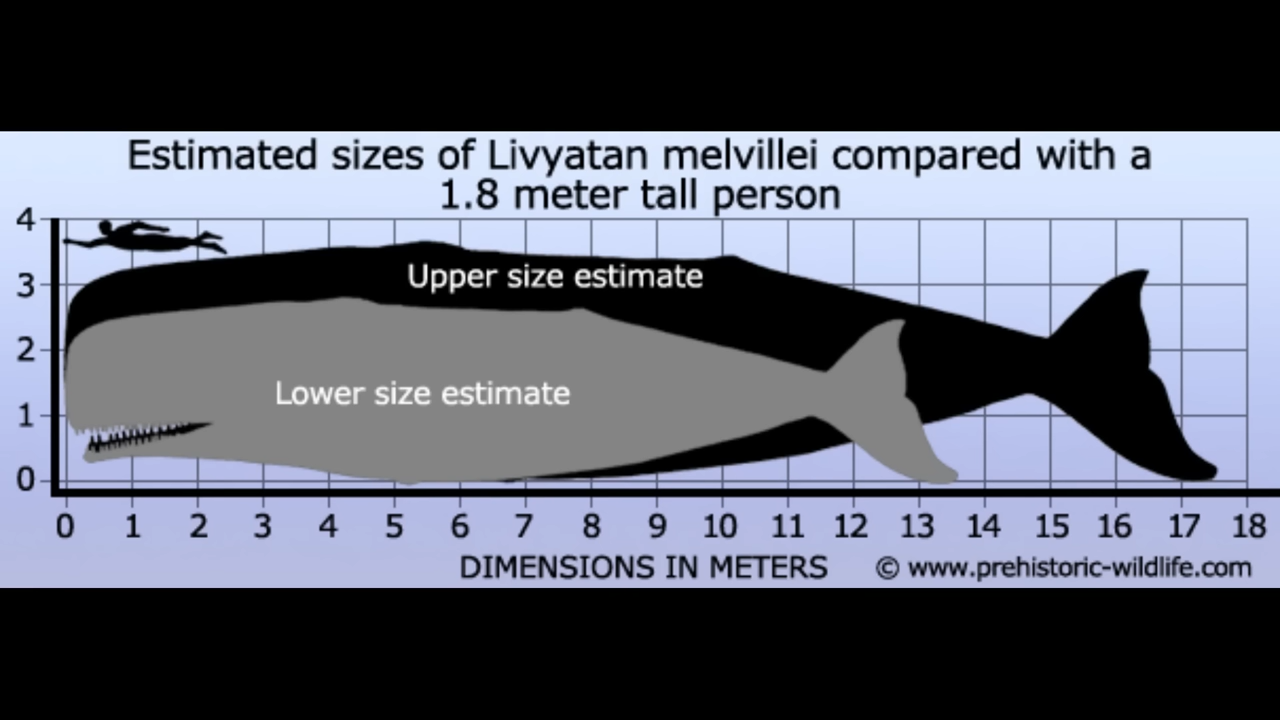 Estimated sizes of Livyatan melvillei compared with a
1.8 meter tall person
4
3
2
1
0
Upper size estimate
Lower size estimate
0 1 2 3 4 5 6 7 8 9 10 11 12 13 14 15 16 17 18
DIMENSIONS IN METERS © www.prehistoric-wildlife.com